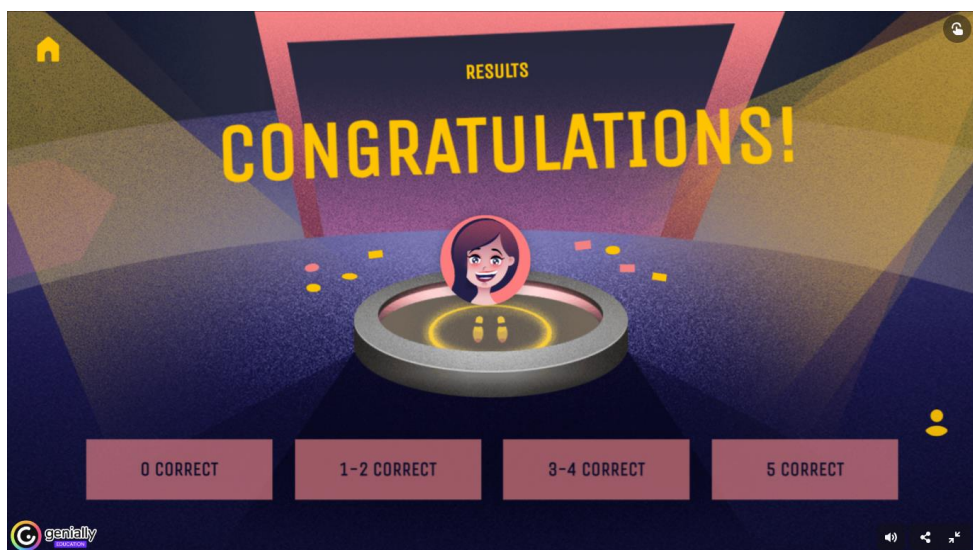 RESULTS
CONGRATULATIONS!
0 CORRECT
1-2 CORRECT
3-4 CORRECT
5 CORRECT
genially
EDUCATION